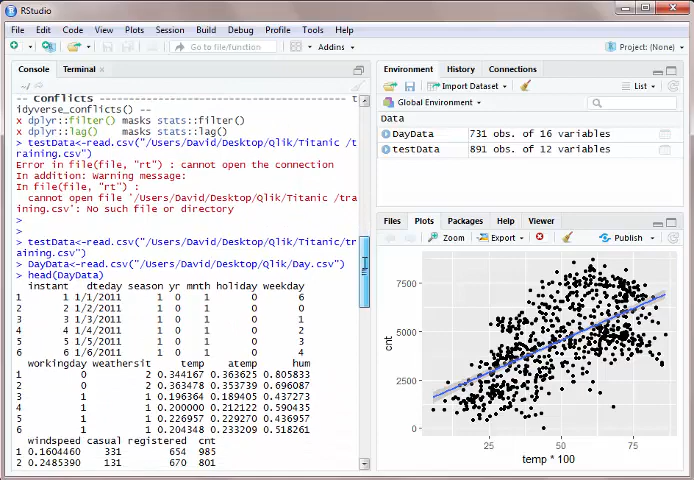 RStudio
File Edit Code View Plots Session Build Debug Profile Tools Help
Go to file/function Addins Project: (None)
Console Terminal
~/
-- Conflicts ---------------------------------------- t
idyverse_conflicts() --
x dplyr::filter() masks stats::filter()
x dplyr::lag() masks stats::lag()
> testData<-read.csv("/Users/David/Desktop/Qlik/Titanic /t
raining.csv")
Error in file(file, "rt") : cannot open the connection
In addition: Warning message:
In file(file, "rt") :
cannot open file '/Users/David/Desktop/Qlik/Titanic /tra
ining.csv': No such file or directory
>
>
> testData<-read.csv("/Users/David/Desktop/Qlik/Titanic/tr
aining.csv")
> DayData<-read.csv("/Users/David/Desktop/Qlik/Day.csv")
> head(DayData)
instant dteday season yr mnth holiday weekday
1 1 1/1/2011 1 0 1 0 6
2 2 1/2/2011 1 0 1 0 0
3 3 1/3/2011 1 0 1 0 1
4 4 1/4/2011 1 0 1 0 2
5 5 1/5/2011 1 0 1 0 3
6 6 1/6/2011 1 0 1 0 4
workingday weathersit temp atemp hum
1 0 2 0.344167 0.363625 0.805833
2 0 2 0.363478 0.353739 0.696087
3 1 1 0.196364 0.189405 0.437273
4 1 1 0.200000 0.212122 0.590435
5 1 1 0.226957 0.229270 0.436957
6 1 1 0.204348 0.233209 0.518261
windspeed casual registered cnt
1 0.1604460 331 654 985
2 0.2485390 131 670 801
Environment History Connections
Import Dataset List
Global Environment
Data
DayData 731 obs. of 16 variables
testData 891 obs. of 12 variables
Files Plots Packages Help Viewer
Zoom Export Publish
7500
5000
2500
0
cnt
25 50 75
temp * 100